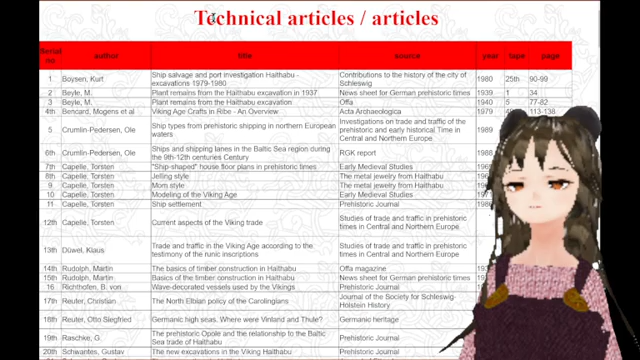 Technical articles / articles
Serial no author title source year tape page
1 Boysen, Kurt Ship salvage and port investigation Haithabu - excavations 1979-1980 Contributions to the history of the city of Schleswig 1980 25th 90-99
2 Beyle, M. Plant remains from the Haithabu excavation in 1937 News sheet for German prehistoric times 1939 1 34
3 Beyle, M. Plant remains from the Haithabu excavation Offa 1940 5 77-82
4th Bencard, Mogens et al Viking Age Crafts in Ribe - An Overview Acta Archaeologica 1979 113-138
5 Crumlin-Pedersen, Ole Ship types from prehistoric shipping in northern European waters Investigations on trade and traffic of the prehistoric and early historical Time in Central and Northern Europe 1989
6th Crumlin-Pedersen, Ole Ships and shipping lanes in the Baltic Sea region during the 9th-12th centuries Century RGK report 1988
7th Capelle, Torsten "Ship-shaped" house floor plans in prehistoric times Early Medieval Studies
8th Capelle, Torsten Jelling style The metal jewelry from Haithabu
9 Capelle, Torsten Mom style The metal jewelry from Haithabu
10 Capelle, Torsten Modeling of the Viking Age Early Medieval Studies
11 Capelle, Torsten Ship settlement Prehistoric Journal
12th Capelle, Torsten Current aspects of the Viking trade Studies of trade and traffic in prehistoric times in Central and Northern Europe
13th Düwel, Klaus Trade and traffic in the Viking Age according to the testimony of the runic inscriptions Studies of trade and traffic in prehistoric times in Central and Northern Europe
14th Rudolph, Martin The basics of timber construction in Haithabu Offa magazine
15th Rudolph, Martin Basics of the timber construction in Haithabu News sheet for German prehistoric times
16 Richthofen, B. von Wave-decorated vessels used by the Vikings Prehistoric Journal
17th Reuter, Christian The North Elbian policy of the Carolingians Journal of the Society for Schleswig-Holstein History
18th Reuter, Otto Siegfried Germanic high seas. Where were Vinland and Thule? Germanic heritage
19th Raschke, G. The prehistoric Opole and the relationship to the Baltic Sea trade of Haithabu Prehistoric Journal
20th Schwantes, Gustav The new excavations in the Viking Haithabu Prehistoric Journal